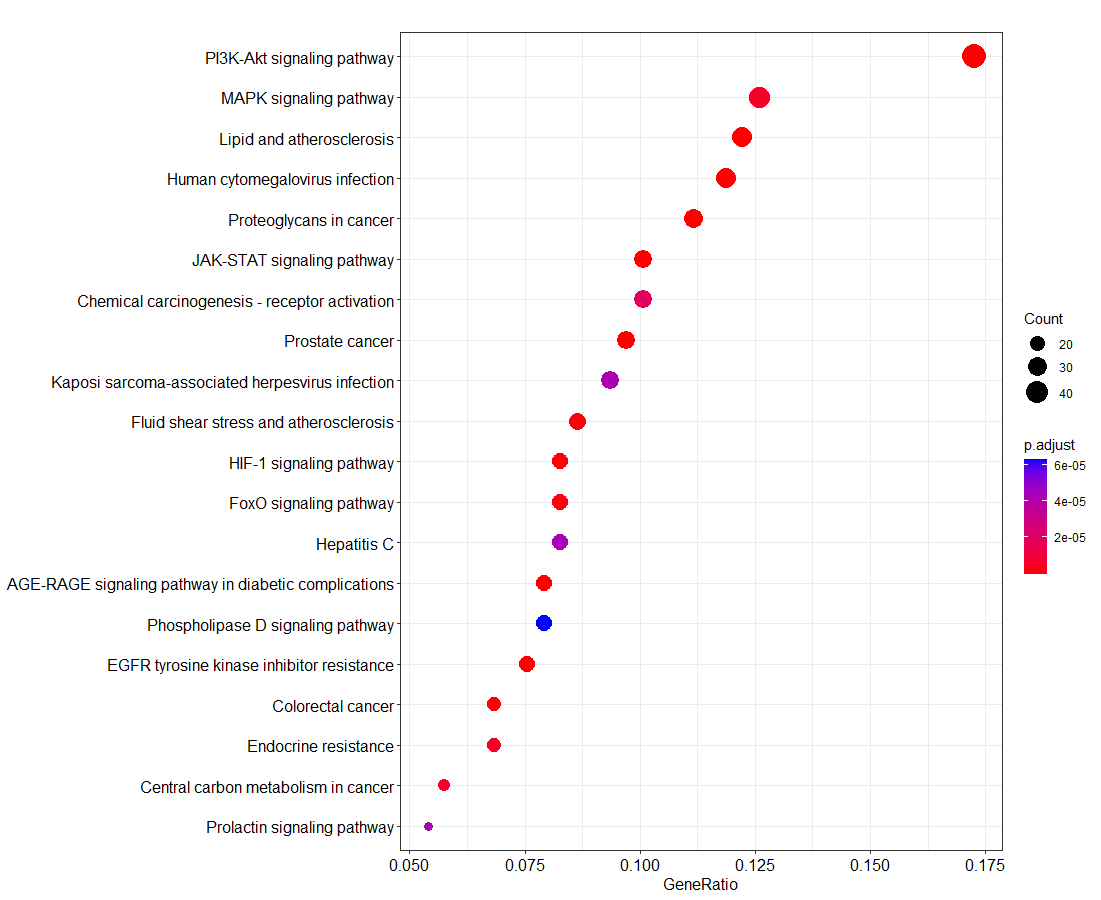 PI3K-Akt signaling pathway
MAPK signaling pathway
Lipid and atherosclerosis
Human cytomegalovirus infection
Proteoglycans in cancer
JAK-STAT signaling pathway
Chemical carcinogenesis - receptor activation
Prostate cancer
Kaposi sarcoma-associated herpesvirus infection
Fluid shear stress and atherosclerosis
HIF-1 signaling pathway
FoxO signaling pathway
Hepatitis C
AGE-RAGE signaling pathway in diabetic complications
Phospholipase D signaling pathway
EGFR tyrosine kinase inhibitor resistance
Colorectal cancer
Endocrine resistance
Central carbon metabolism in cancer
Prolactin signaling pathway
0.050 0.075 0.100 0.125 0.150 0.175
GeneRatio
Count
20
30
40
p.adjust
6e-05
4e-05
2e-05